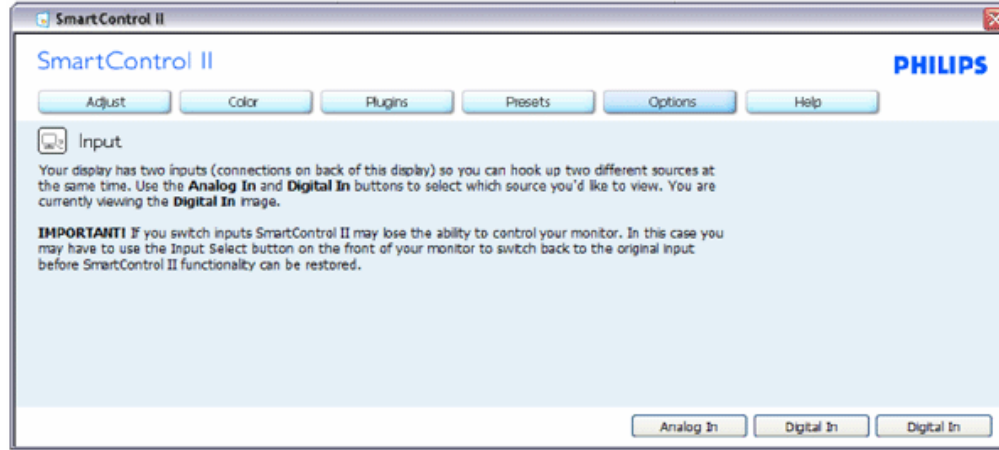 SmartControl II
SmartControl II
PHILIPS
Adjust Color Plugins Presets Options Help
Input
Your display has two inputs (connections on back of this display) so you can hook up two different sources at
the same time. Use the Analog In and Digital In buttons to select which source you'd like to view. You are
currently viewing the Digital In image.
IMPORTANT! If you switch inputs SmartControl II may lose the ability to control your monitor. In this case you
may have to use the Input Select button on the front of your monitor to switch back to the original input
before SmartControl II functionality can be restored.
Analog In Digital In Digital In